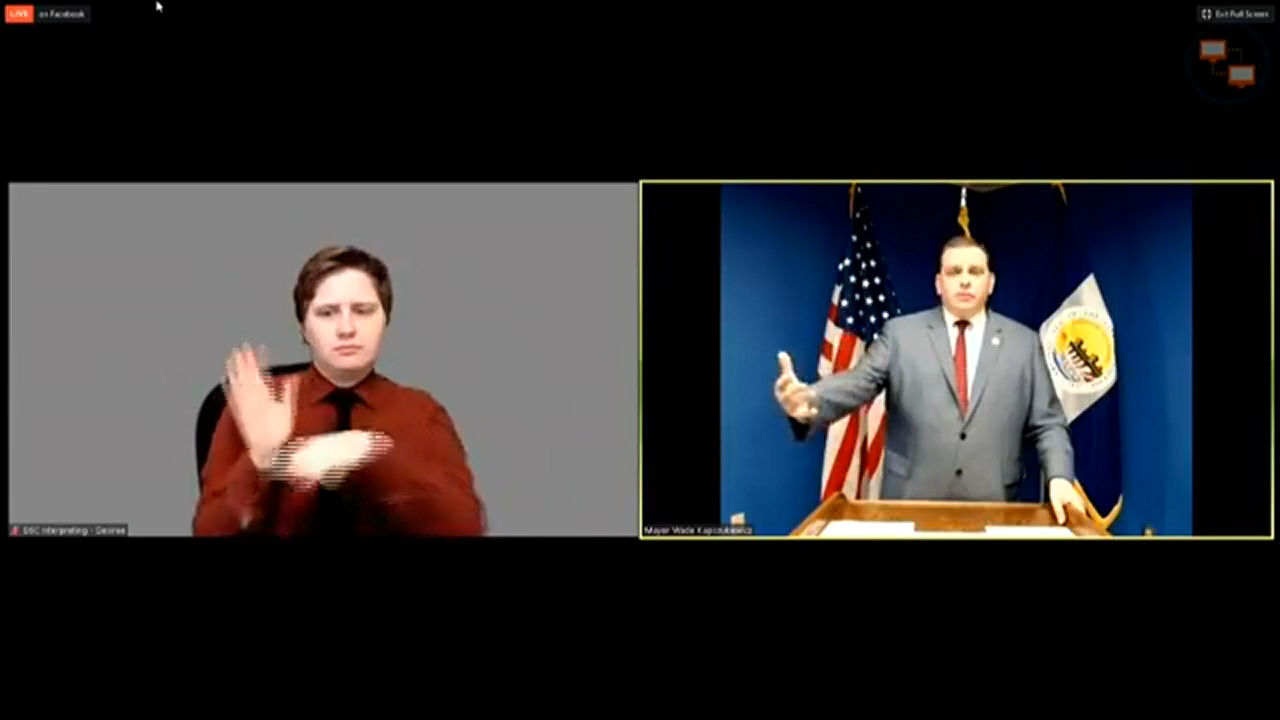 LIVE on Facebook
Exit Full Screen
DSC Interpreting - Desiree
Mayor Wade Kapszukiewicz